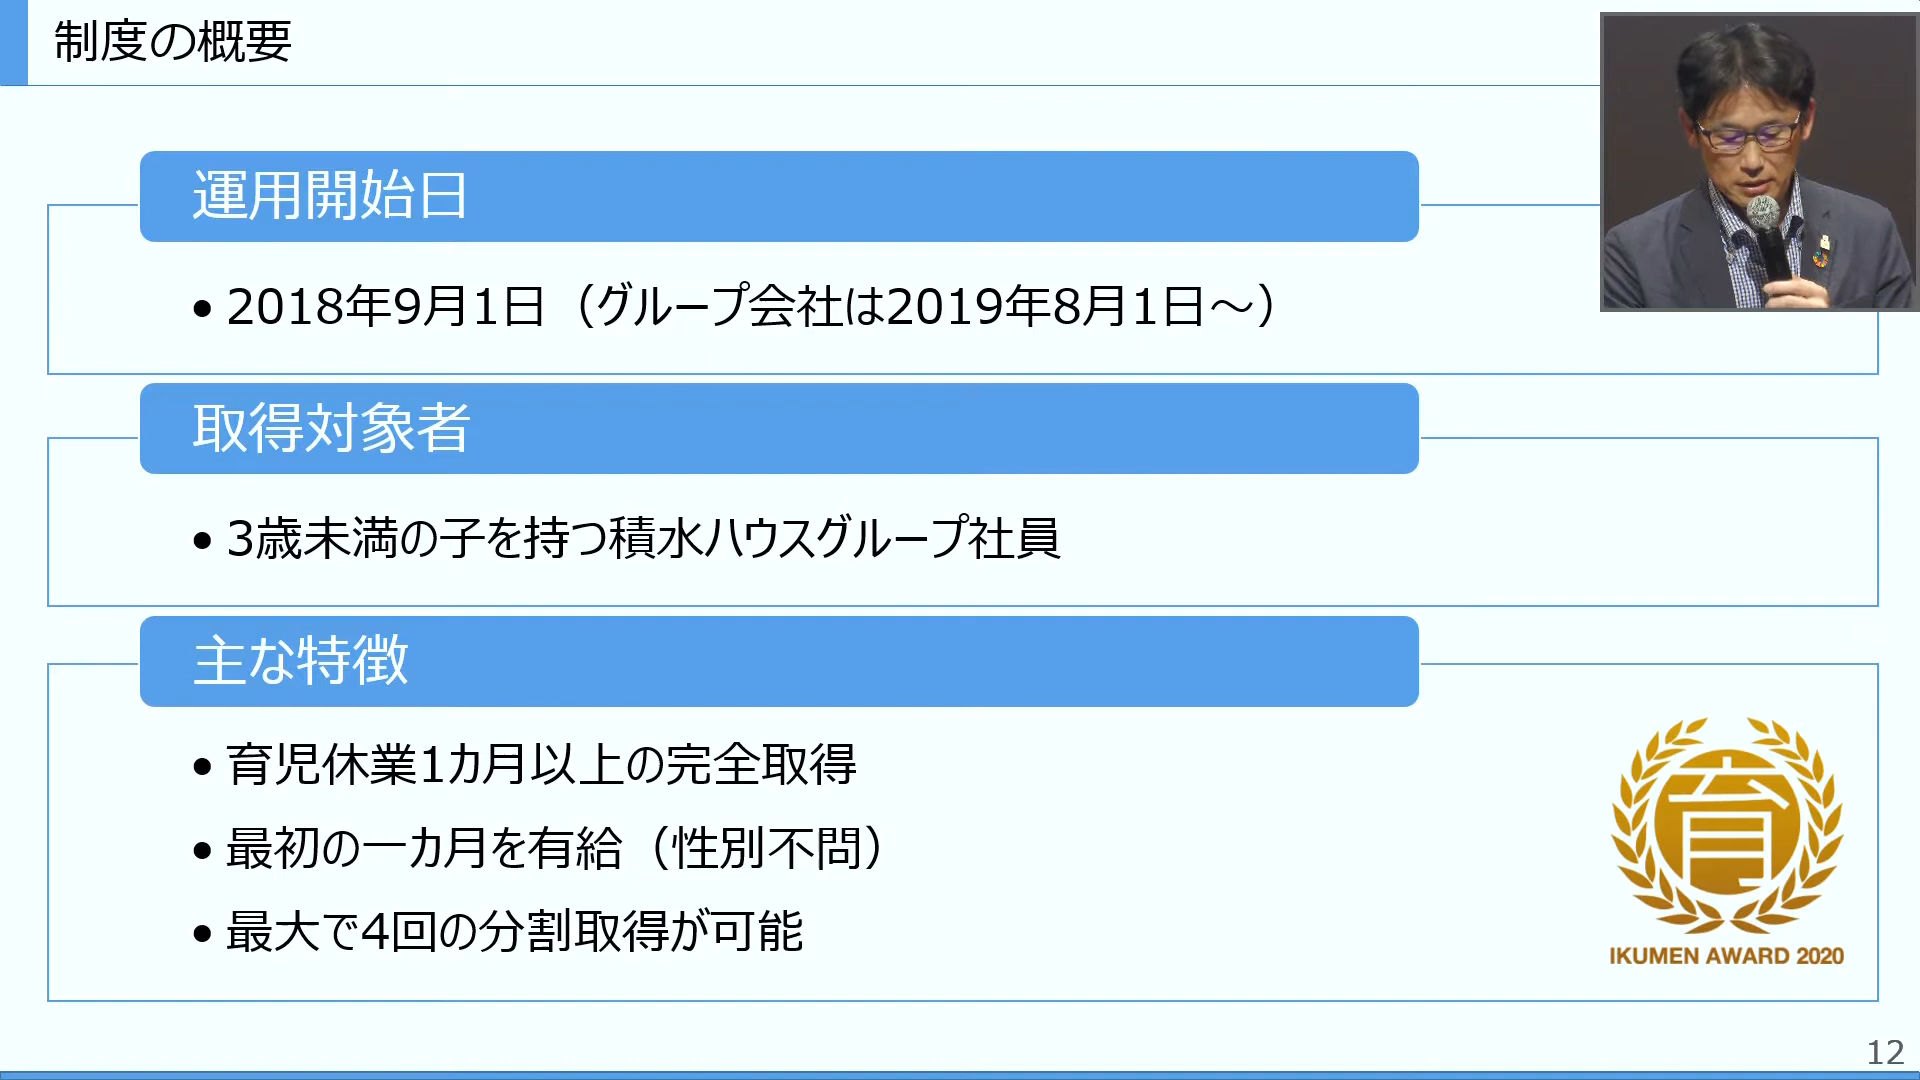 制度の概要
運用開始日
• 2018年9月1日（グループ会社は2019年8月1日～）
取得対象者
• 3歳未満の子を持つ積水ハウスグループ社員
主な特徴
• 育児休業1カ月以上の完全取得
• 最初の一カ月を有給（性別不問）
• 最大で4回の分割取得が可能
育
IKUMEN AWARD 2020
12